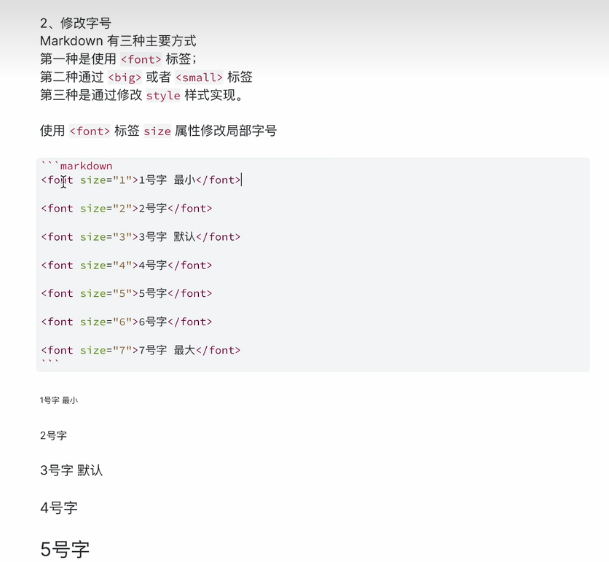 2、修改字号
Markdown 有三种主要方式
第一种是使用 <font> 标签；
第二种通过 <big> 或者 <small> 标签
第三种是通过修改 style 样式实现。
使用 <font> 标签 size 属性修改局部字号
```markdown
<font size="1">1号字 最小</font>
<font size="2">2号字</font>
<font size="3">3号字 默认</font>
<font size="4">4号字</font>
<font size="5">5号字</font>
<font size="6">6号字</font>
<font size="7">7号字 最大</font>
```
1号字 最小
2号字
3号字 默认
4号字
5号字